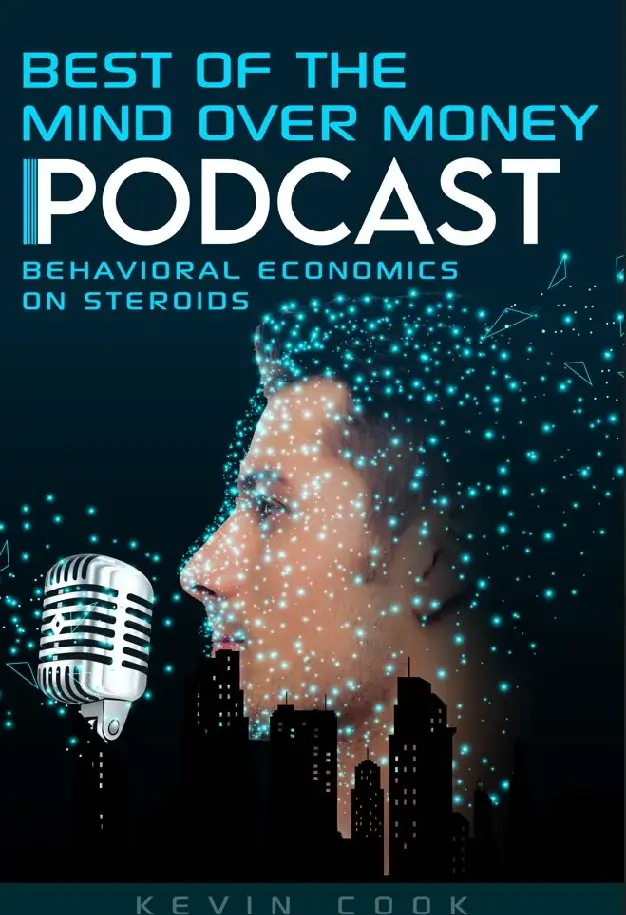 BEST OF THE
MIND OVER MONEY
PODCAST
BEHAVIORAL ECONOMICS
ON STEROIDS
KEVIN COOK